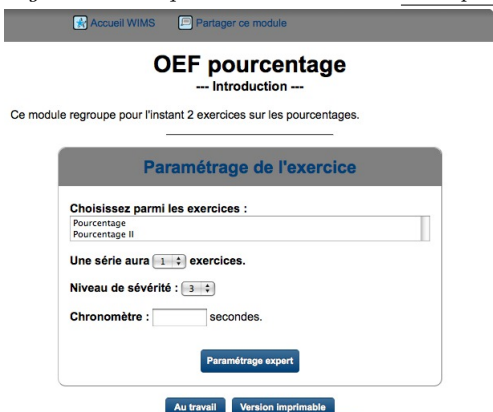 Accueil WIMS Partager ce module
OEF pourcentage
--- Introduction ---
Ce module regroupe pour l'instant 2 exercices sur les pourcentages.
Paramétrage de l'exercice
Choisissez parmi les exercices :
Pourcentage
Pourcentage II
Une série aura 1 exercices.
Niveau de sévérité : 3
Chronomètre : secondes.
Paramétrage expert
Au travail Version imprimable